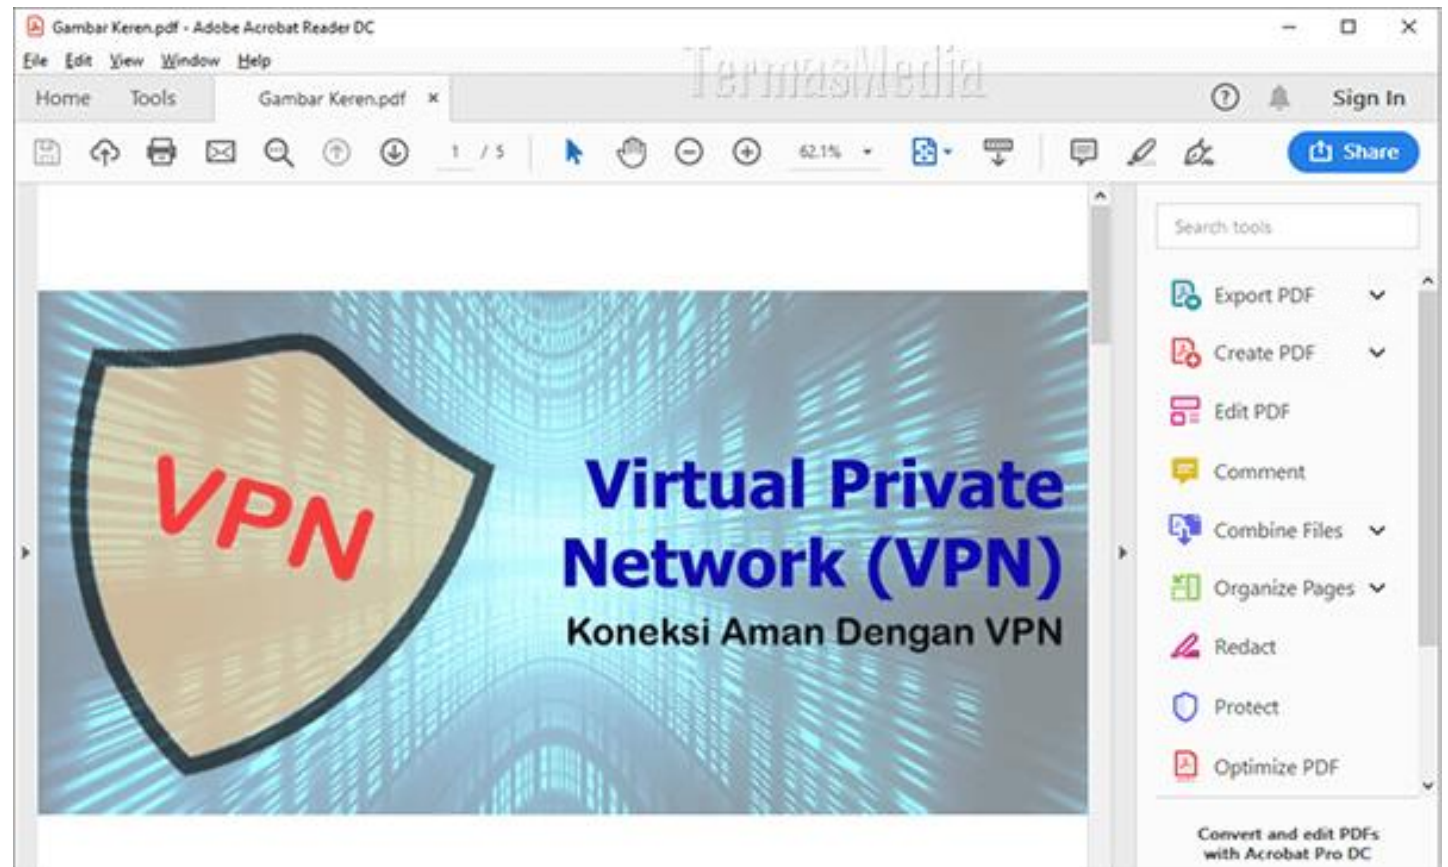 Gambar Keren.pdf - Adobe Acrobat Reader DC
File Edit View Window Help
TermasMedia
Home Tools Gambar Keren.pdf × Sign In
1 / 5 62.1% Share
Search tools
Export PDF
Create PDF
Edit PDF
Comment
Combine Files
Organize Pages
Redact
Protect
Optimize PDF
Convert and edit PDFs
with Acrobat Pro DC
VPN
Virtual Private
Network (VPN)
Koneksi Aman Dengan VPN